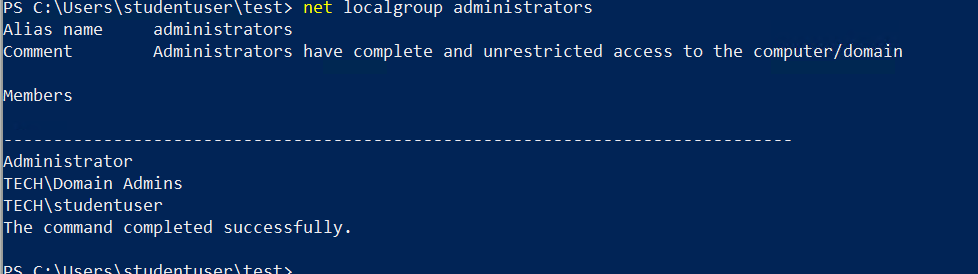 PS C:\Users\studentuser\test> net localgroup administrators
Alias name     administrators
Comment        Administrators have complete and unrestricted access to the computer/domain
Members
-------------------------------------------------------------------------------
Administrator
TECH\Domain Admins
TECH\studentuser
The command completed successfully.
PS C:\Users\studentuser\test>